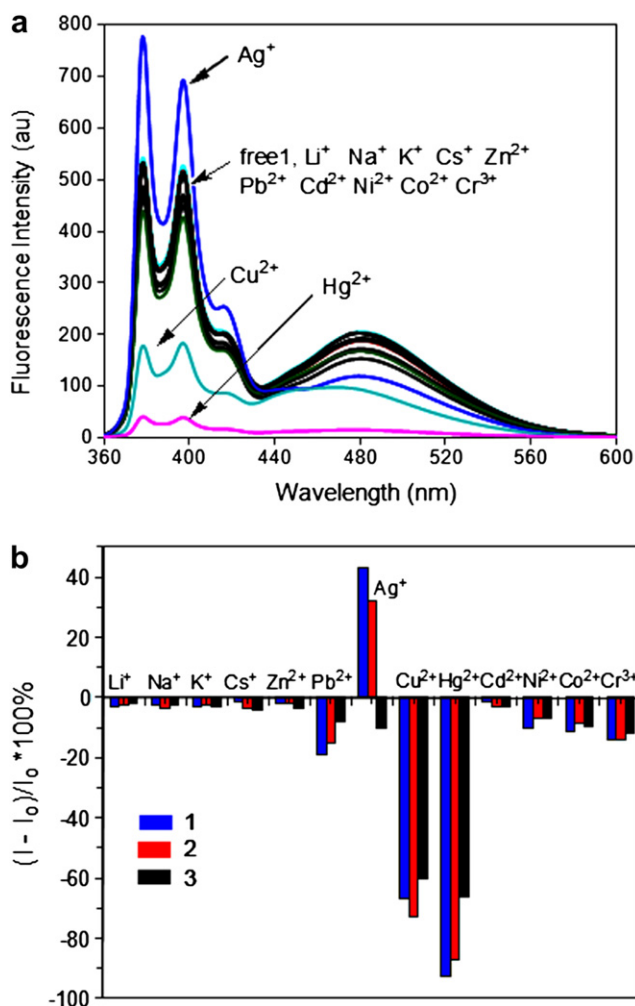 a
800
700
600
500
400
300
200
100
0
Fluorescence Intensity (au)
Ag⁺
free1, Li⁺ Na⁺ K⁺ Cs⁺ Zn²⁺
Pb²⁺ Cd²⁺ Ni²⁺ Co²⁺ Cr³⁺
Cu²⁺
Hg²⁺
360 400 440 480 520 560 600
Wavelength (nm)
b
40
20
0
-20
-40
-60
-80
-100
(I - I₀)/I₀ *100%
Ag⁺
Li⁺ Na⁺ K⁺ Cs⁺ Zn²⁺ Pb²⁺ Cu²⁺ Hg²⁺ Cd²⁺ Ni²⁺ Co²⁺ Cr³⁺
1
2
3